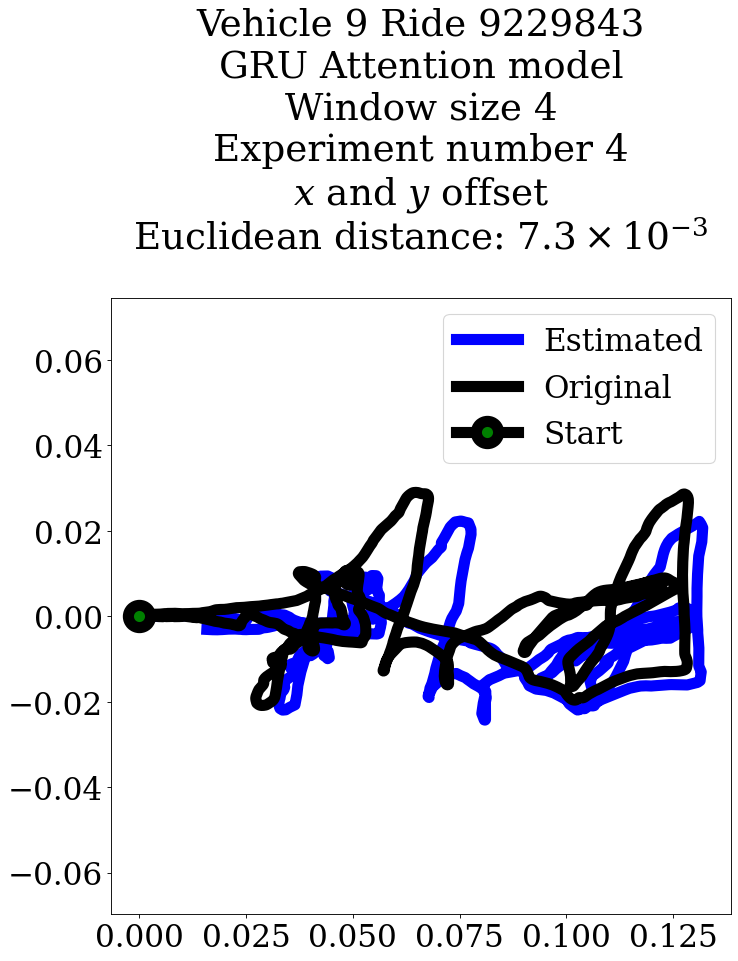 Vehicle 9 Ride 9229843
GRU Attention model
Window size 4
Experiment number 4
x and y offset
Euclidean distance: 7.3 × 10⁻³
Estimated
Original
Start
0.06
0.04
0.02
0.00
−0.02
−0.04
−0.06
0.000 0.025 0.050 0.075 0.100 0.125